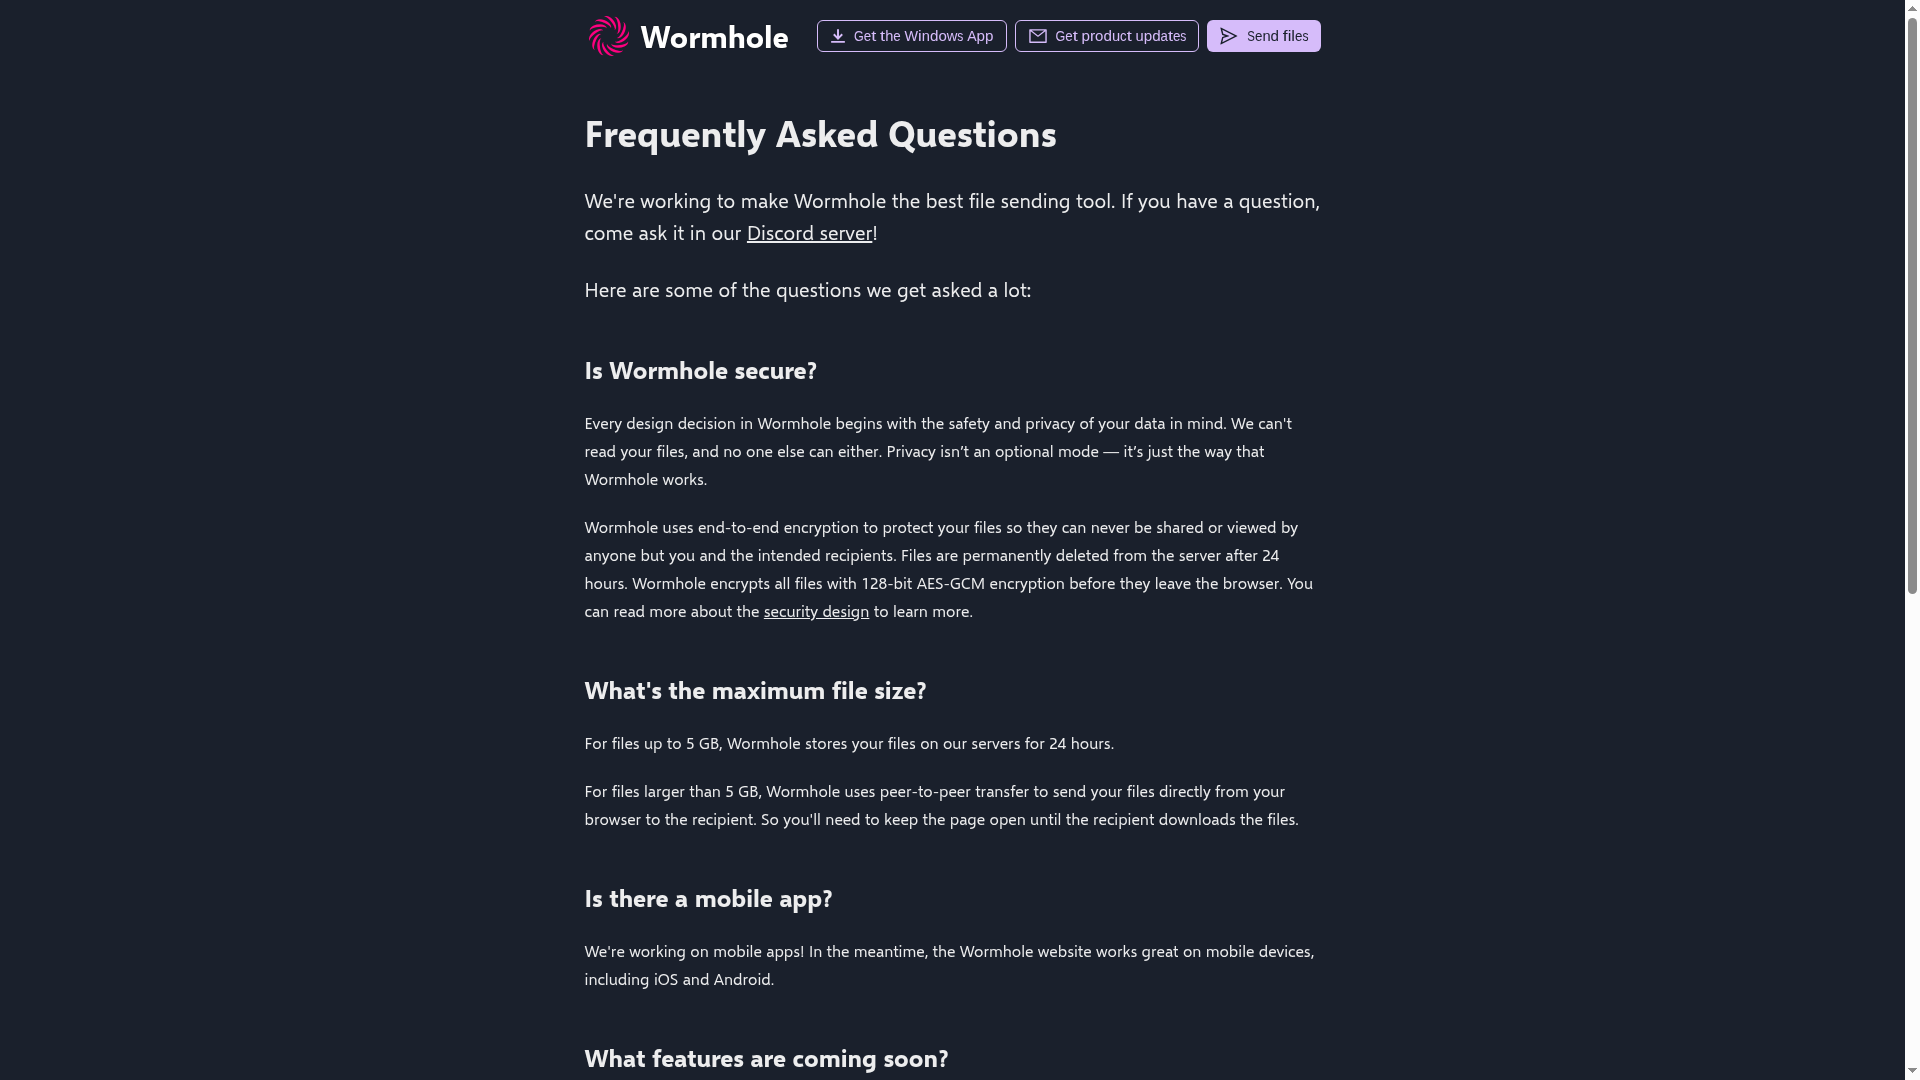 Wormhole
Get the Windows App
Get product updates
Send files
Frequently Asked Questions
We're working to make Wormhole the best file sending tool. If you have a question,
come ask it in our Discord server!
Here are some of the questions we get asked a lot:
Is Wormhole secure?
Every design decision in Wormhole begins with the safety and privacy of your data in mind. We can't
read your files, and no one else can either. Privacy isn’t an optional mode — it’s just the way that
Wormhole works.
Wormhole uses end-to-end encryption to protect your files so they can never be shared or viewed by
anyone but you and the intended recipients. Files are permanently deleted from the server after 24
hours. Wormhole encrypts all files with 128-bit AES-GCM encryption before they leave the browser. You
can read more about the security design to learn more.
What's the maximum file size?
For files up to 5 GB, Wormhole stores your files on our servers for 24 hours.
For files larger than 5 GB, Wormhole uses peer-to-peer transfer to send your files directly from your
browser to the recipient. So you'll need to keep the page open until the recipient downloads the files.
Is there a mobile app?
We're working on mobile apps! In the meantime, the Wormhole website works great on mobile devices,
including iOS and Android.
What features are coming soon?